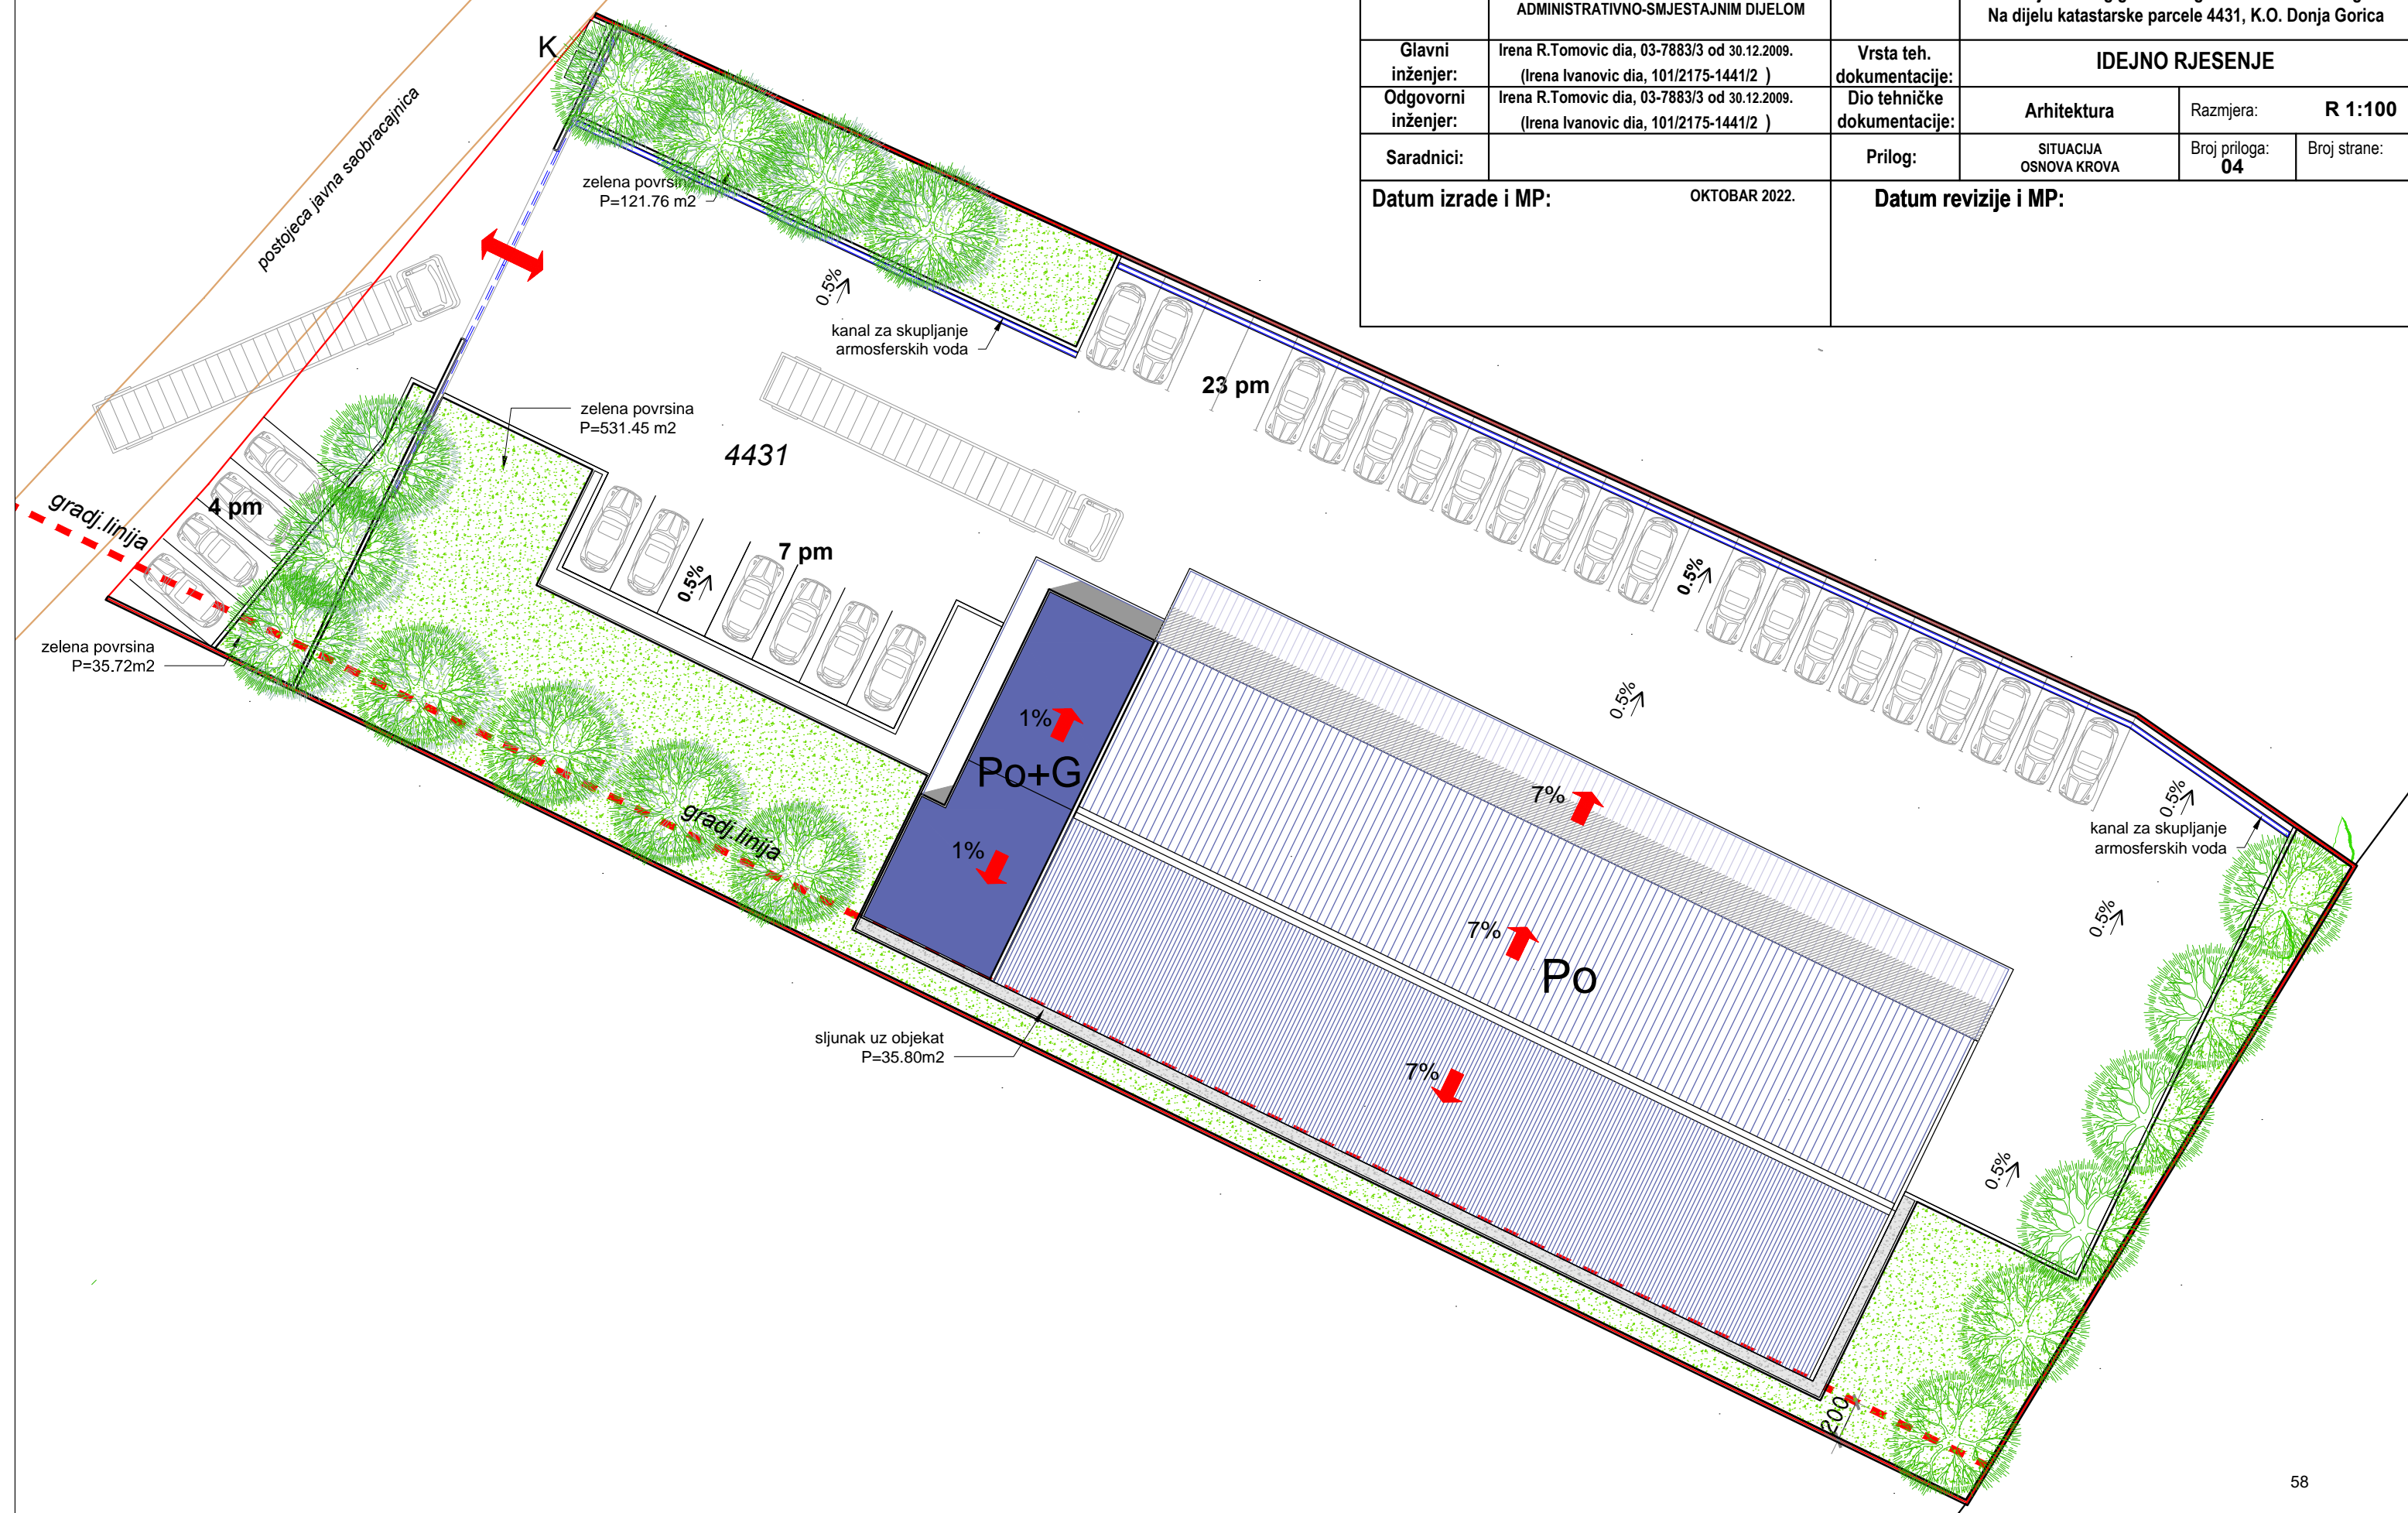 ADMINISTRATIVNO-SMJESTAJNIM DIJELOM
Na dijelu katastarske parcele 4431, K.O. Donja Gorica
Glavni
inženjer:
Irena R.Tomovic dia, 03-7883/3 od 30.12.2009.
(Irena Ivanovic dia, 101/2175-1441/2 )
Vrsta teh.
dokumentacije:
IDEJNO RJESENJE
Odgovorni
inženjer:
Irena R.Tomovic dia, 03-7883/3 od 30.12.2009.
(Irena Ivanovic dia, 101/2175-1441/2 )
Dio tehničke
dokumentacije:
Arhitektura
Razmjera:
R 1:100
Saradnici:
Prilog:
SITUACIJA
OSNOVA KROVA
Broj priloga:
04
Broj strane:
Datum izrade i MP:
OKTOBAR 2022.
Datum revizije i MP:
K
postojeca javna saobracajnica
zelena povrsina
P=121.76 m2
0.5%
kanal za skupljanje
armosferskih voda
23 pm
zelena povrsina
P=531.45 m2
4431
gradj.linija
4 pm
7 pm
0.5%
0.5%
zelena povrsina
P=35.72m2
0.5%
1%
Po+G
1%
gradj.linija
7%
0.5%
kanal za skupljanje
armosferskih voda
0.5%
7%
Po
sljunak uz objekat
P=35.80m2
7%
0.5%
200
58